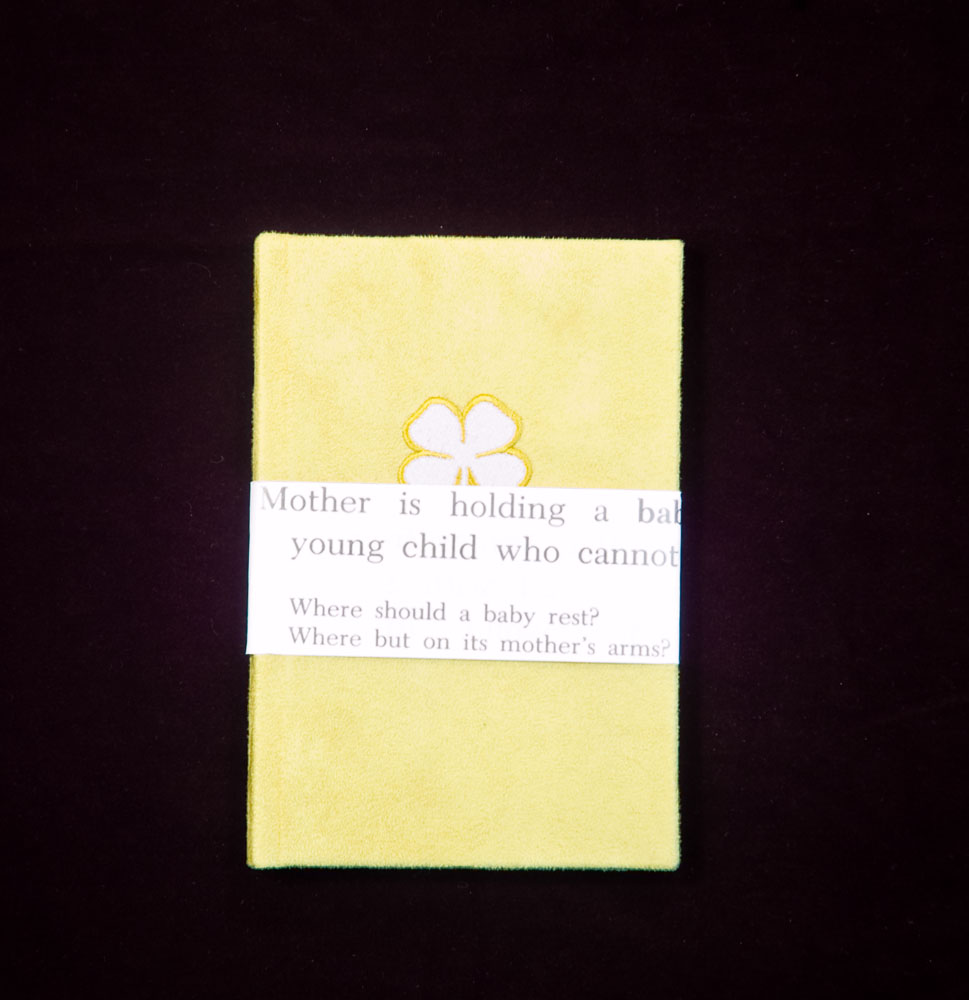 Mother is holding a bab
young child who cannot
Where should a baby rest?
Where but on its mother's arms?